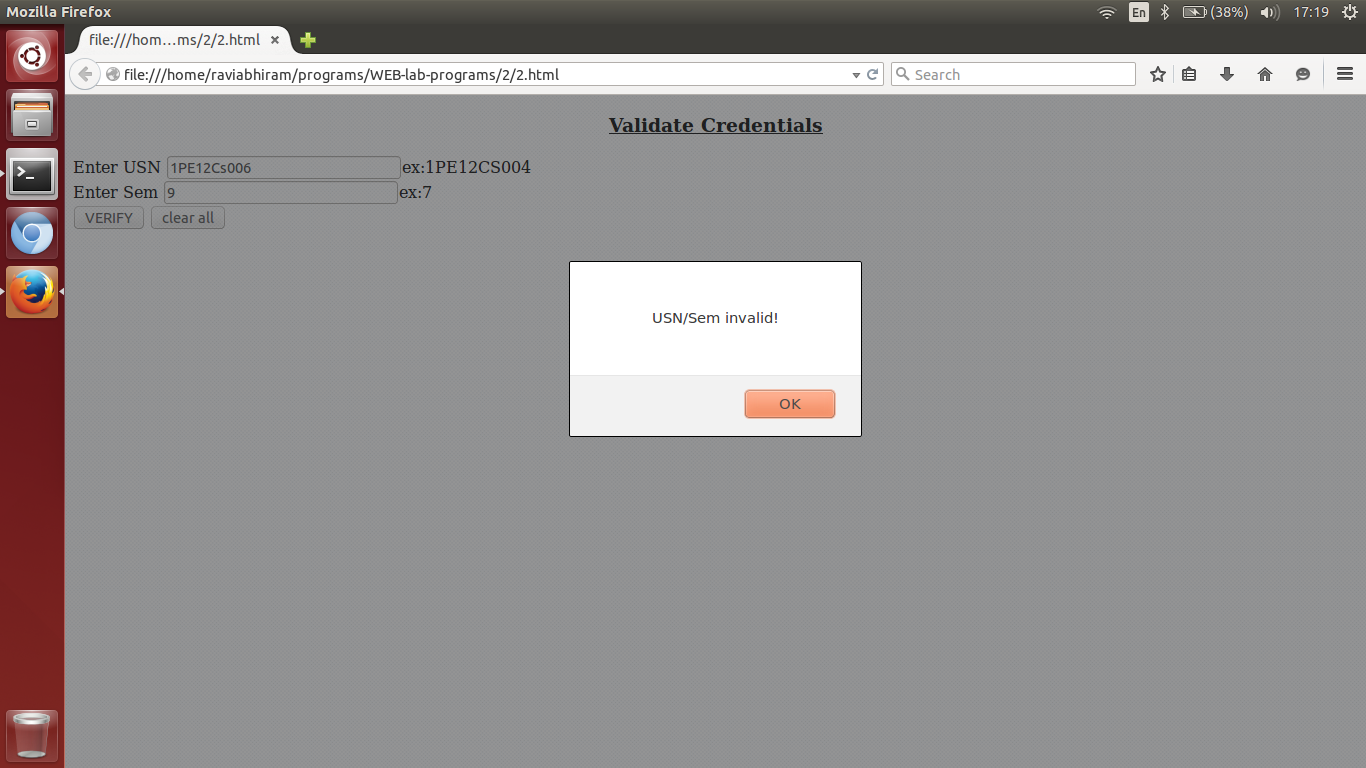 Mozilla Firefox
En
(38%)
17:19
file:///hom…ms/2/2.html
file:///home/raviabhiram/programs/WEB-lab-programs/2/2.html
Search
Validate Credentials
Enter USN 1PE12Cs006 ex:1PE12CS004
Enter Sem 9 ex:7
VERIFY clear all
USN/Sem invalid!
OK